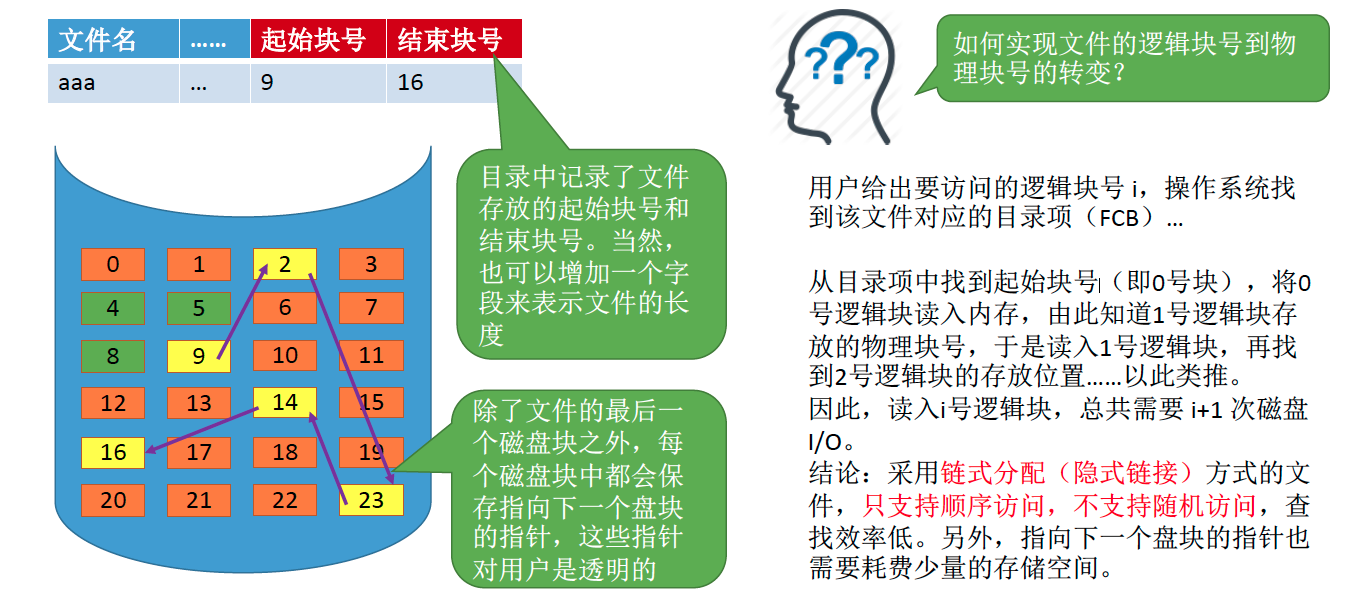 文件名 …… 起始块号 结束块号
aaa … 9 16
目录中记录了文件
存放的起始块号和
结束块号。当然，
也可以增加一个字
段来表示文件的长
度
0 1 2 3
4 5 6 7
8 9 10 11
12 13 14 15
16 17 18 19
20 21 22 23
除了文件的最后一
个磁盘块之外，每
个磁盘块中都会保
存指向下一个盘块
的指针，这些指针
对用户是透明的
???
如何实现文件的逻辑块号到物
理块号的转变？
用户给出要访问的逻辑块号 i，操作系统找
到该文件对应的目录项（FCB）…
从目录项中找到起始块号（即0号块），将0
号逻辑块读入内存，由此知道1号逻辑块存
放的物理块号，于是读入1号逻辑块，再找
到2号逻辑块的存放位置……以此类推。
因此，读入i号逻辑块，总共需要 i+1 次磁盘
I/O。
结论：采用链式分配（隐式链接）方式的文
件，只支持顺序访问，不支持随机访问，查
找效率低。另外，指向下一个盘块的指针也
需要耗费少量的存储空间。